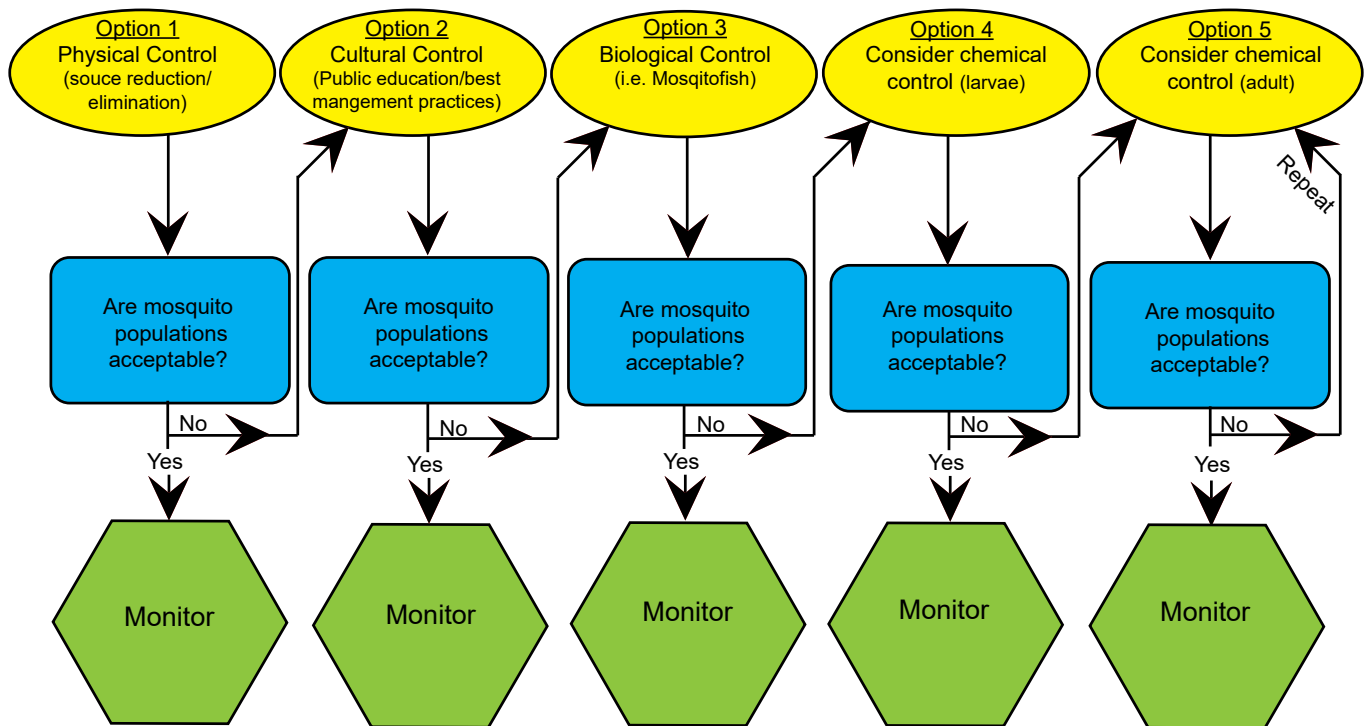 Option 1
Physical Control
(souce reduction/
elimination)
Option 2
Cultural Control
(Public education/best
mangement practices)
Option 3
Biological Control
(i.e. Mosqitofish)
Option 4
Consider chemical
control (larvae)
Option 5
Consider chemical
control (adult)
Repeat
Are mosquito
populations
acceptable?
Are mosquito
populations
acceptable?
Are mosquito
populations
acceptable?
Are mosquito
populations
acceptable?
Are mosquito
populations
acceptable?
No
No
No
No
No
Yes
Yes
Yes
Yes
Yes
Monitor
Monitor
Monitor
Monitor
Monitor